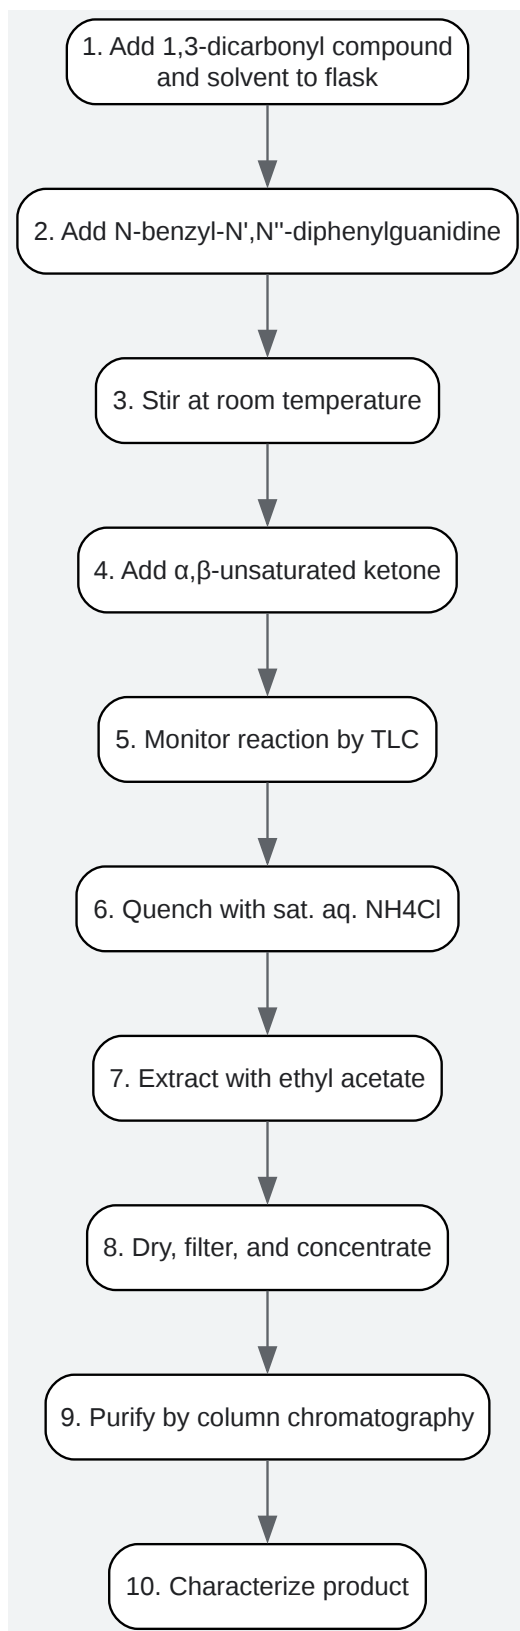 1. Add 1,3-dicarbonyl compound
and solvent to flask
2. Add N-benzyl-N',N''-diphenylguanidine
3. Stir at room temperature
4. Add α,β-unsaturated ketone
5. Monitor reaction by TLC
6. Quench with sat. aq. NH4Cl
7. Extract with ethyl acetate
8. Dry, filter, and concentrate
9. Purify by column chromatography
10. Characterize product